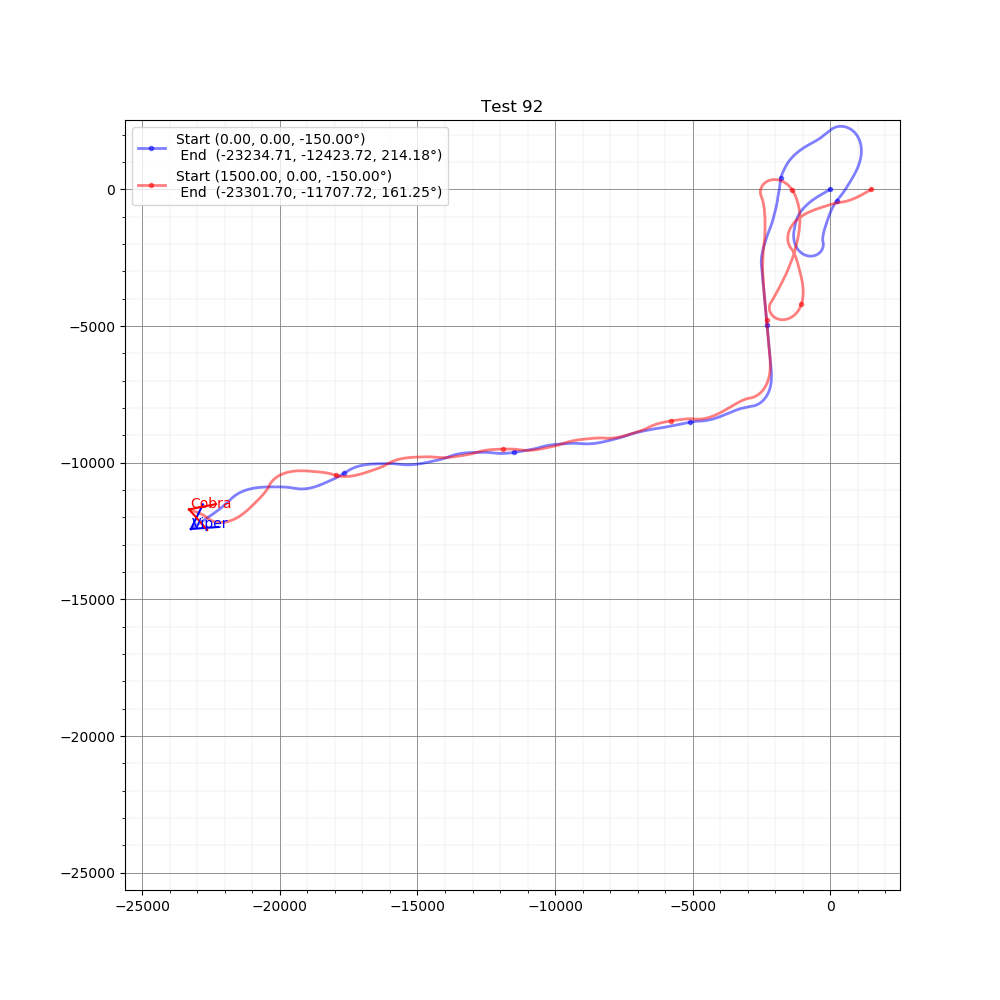 Test 92
Start (0.00, 0.00, -150.00°)
End (-23234.71, -12423.72, 214.18°)
Start (1500.00, 0.00, -150.00°)
End (-23301.70, -11707.72, 161.25°)
0
−5000
−10000
−15000
−20000
−25000
Cobra
Viper
−25000
−20000
−15000
−10000
−5000
0